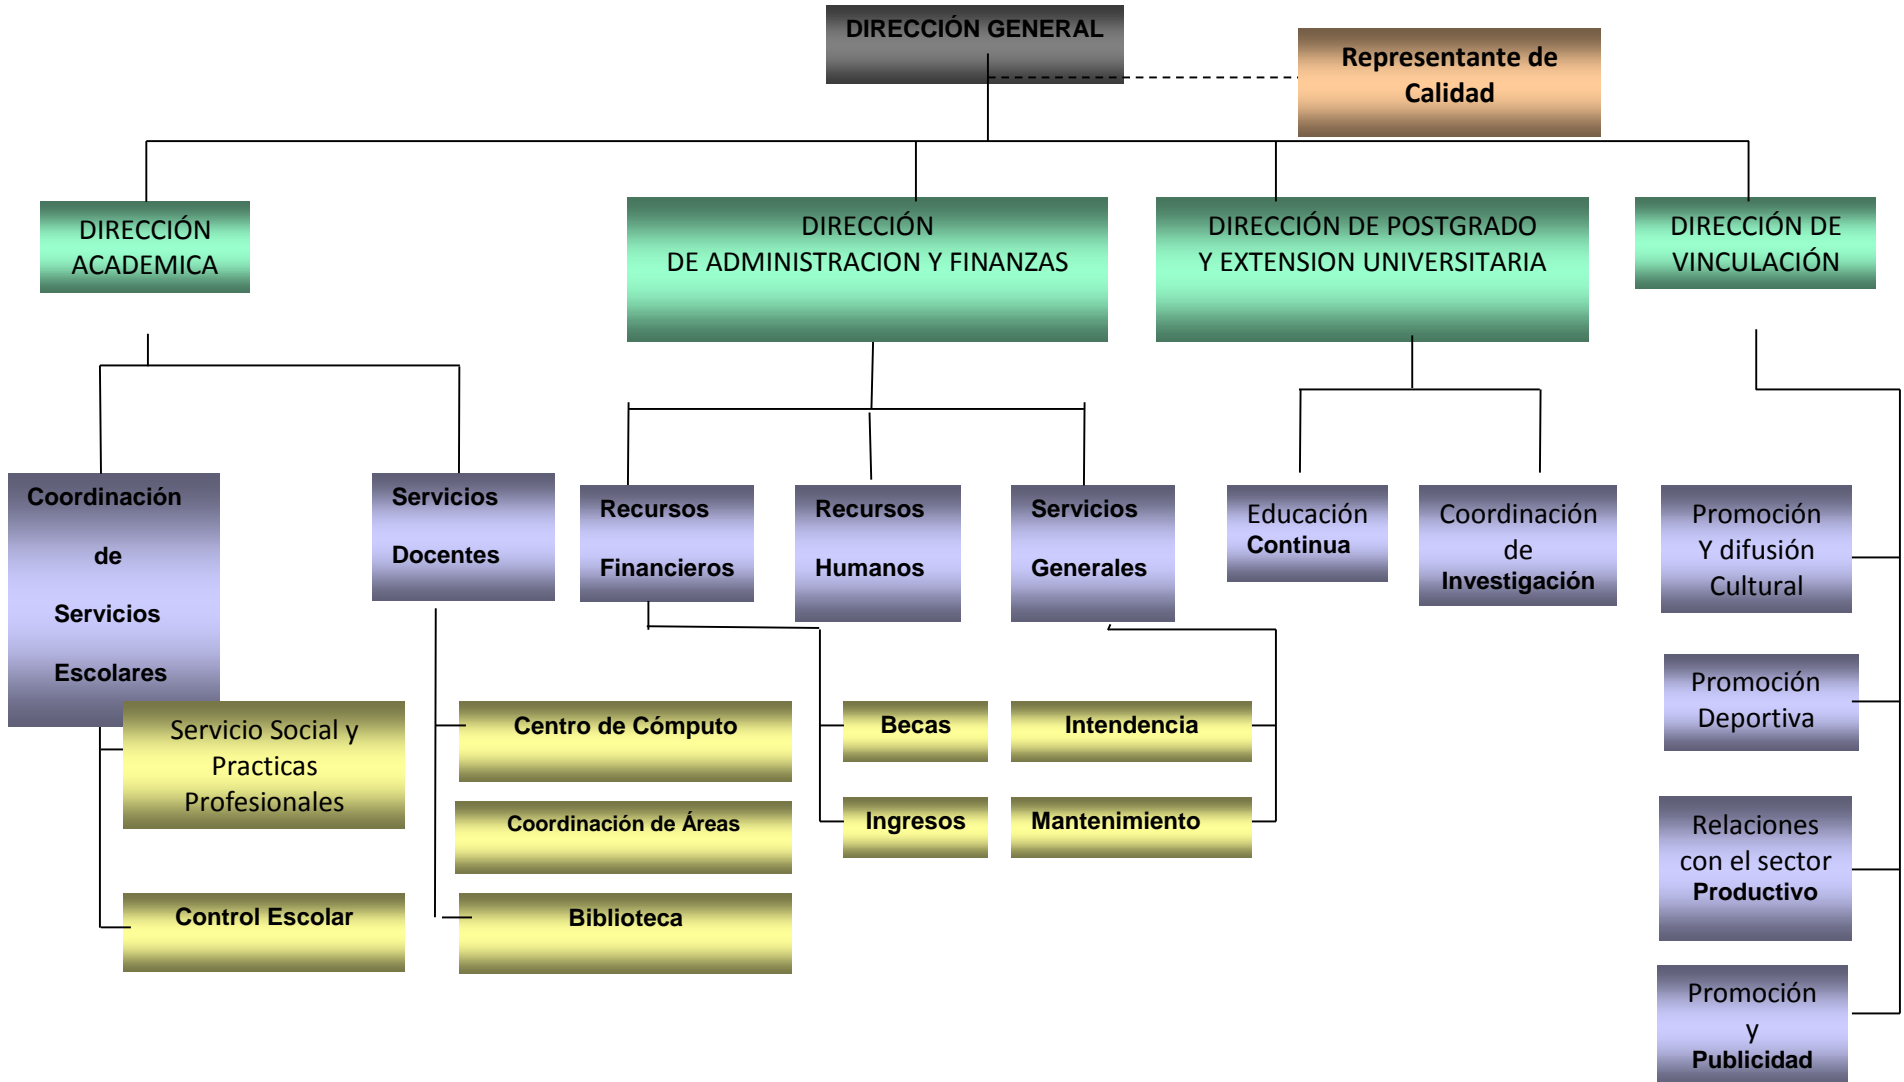 DIRECCIÓN GENERAL
Representante de
Calidad
DIRECCIÓN
ACADEMICA
DIRECCIÓN
DE ADMINISTRACION Y FINANZAS
DIRECCIÓN DE POSTGRADO
Y EXTENSION UNIVERSITARIA
DIRECCIÓN DE
VINCULACIÓN
Coordinación
de
Servicios
Escolares
Servicios
Docentes
Recursos
Financieros
Recursos
Humanos
Servicios
Generales
Educación
Continua
Coordinación
de
Investigación
Promoción
Y difusión
Cultural
Promoción
Deportiva
Relaciones
con el sector
Productivo
Promoción
y
Publicidad
Servicio Social y
Practicas
Profesionales
Control Escolar
Centro de Cómputo
Coordinación de Áreas
Biblioteca
Becas
Ingresos
Intendencia
Mantenimiento